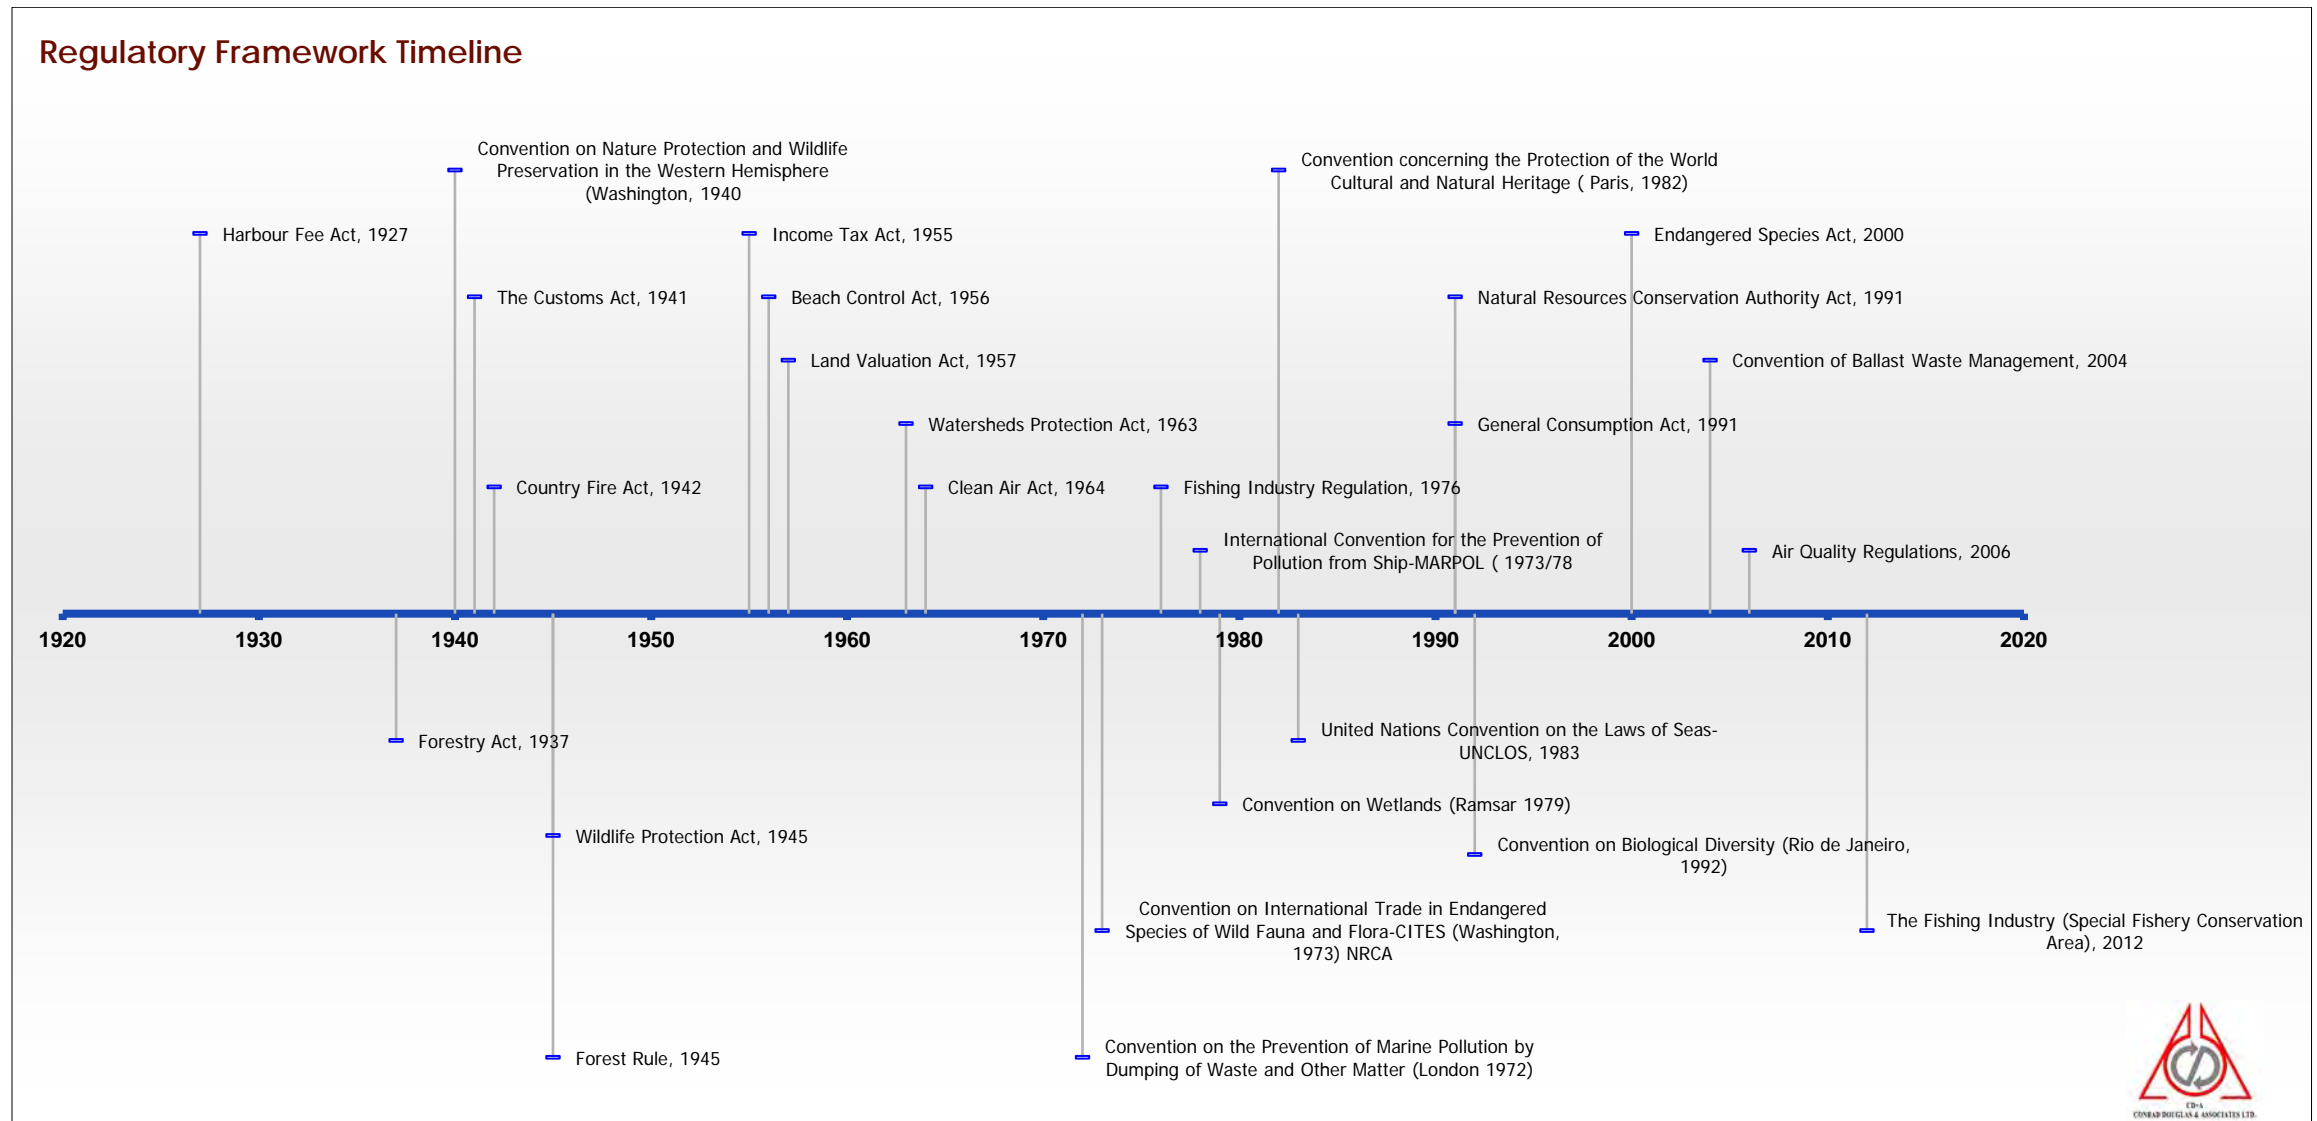 Regulatory Framework Timeline
Convention on Nature Protection and Wildlife
Preservation in the Western Hemisphere
(Washington, 1940
Convention concerning the Protection of the World
Cultural and Natural Heritage ( Paris, 1982)
Harbour Fee Act, 1927
Income Tax Act, 1955
Endangered Species Act, 2000
The Customs Act, 1941
Beach Control Act, 1956
Natural Resources Conservation Authority Act, 1991
Land Valuation Act, 1957
Convention of Ballast Waste Management, 2004
Watersheds Protection Act, 1963
General Consumption Act, 1991
Country Fire Act, 1942
Clean Air Act, 1964
Fishing Industry Regulation, 1976
International Convention for the Prevention of
Pollution from Ship-MARPOL ( 1973/78
Air Quality Regulations, 2006
1920 1930 1940 1950 1960 1970 1980 1990 2000 2010 2020
Forestry Act, 1937
United Nations Convention on the Laws of Seas-
UNCLOS, 1983
Convention on Wetlands (Ramsar 1979)
Wildlife Protection Act, 1945
Convention on Biological Diversity (Rio de Janeiro,
1992)
Convention on International Trade in Endangered
Species of Wild Fauna and Flora-CITES (Washington,
1973) NRCA
The Fishing Industry (Special Fishery Conservation
Area), 2012
Forest Rule, 1945
Convention on the Prevention of Marine Pollution by
Dumping of Waste and Other Matter (London 1972)
CD•A
CONRAD DOUGLAS & ASSOCIATES LTD.